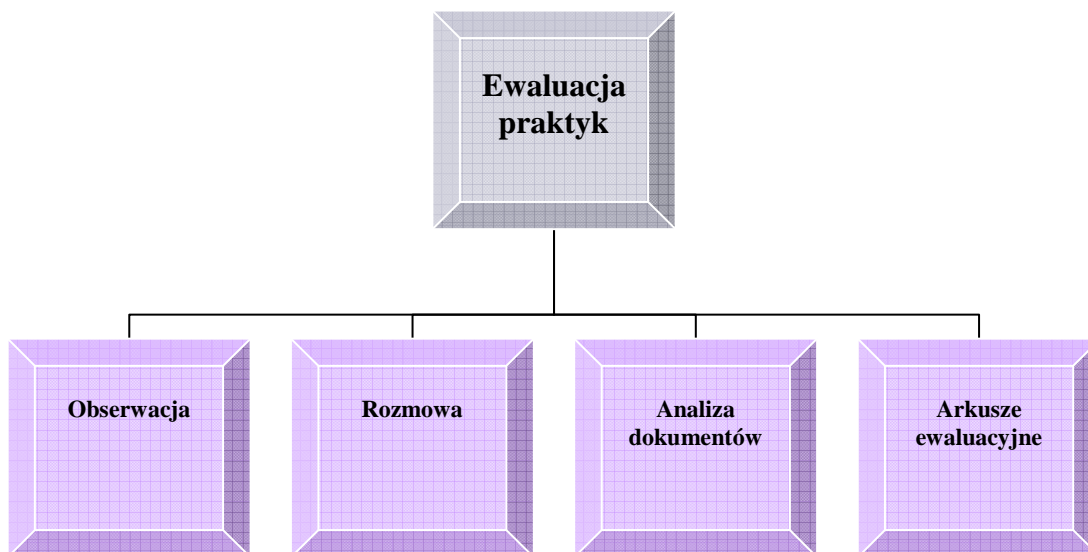 Ewaluacja
praktyk
Obserwacja
Rozmowa
Analiza
dokumentów
Arkusze
ewaluacyjne